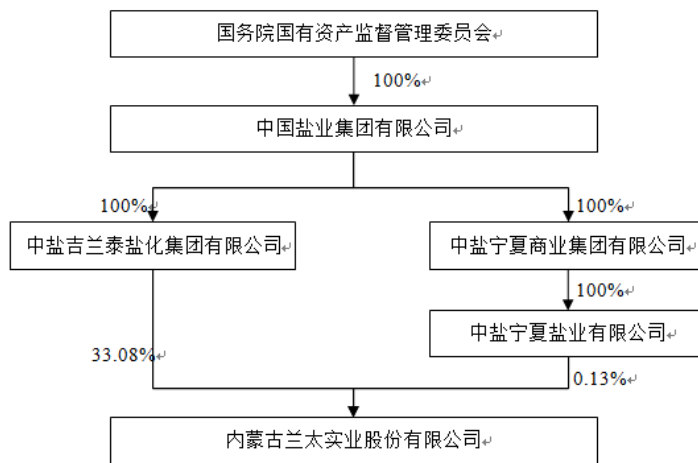 国务院国有资产监督管理委员会
100%
中国盐业集团有限公司
100%
100%
中盐吉兰泰盐化集团有限公司
中盐宁夏商业集团有限公司
100%
中盐宁夏盐业有限公司
33.08%
0.13%
内蒙古兰太实业股份有限公司